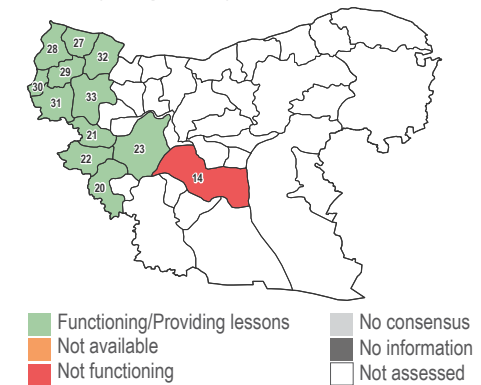 27
28
32
29
30
33
31
21
23
22
14
20
Functioning/Providing lessons
Not available
Not functioning
No consensus
No information
Not assessed